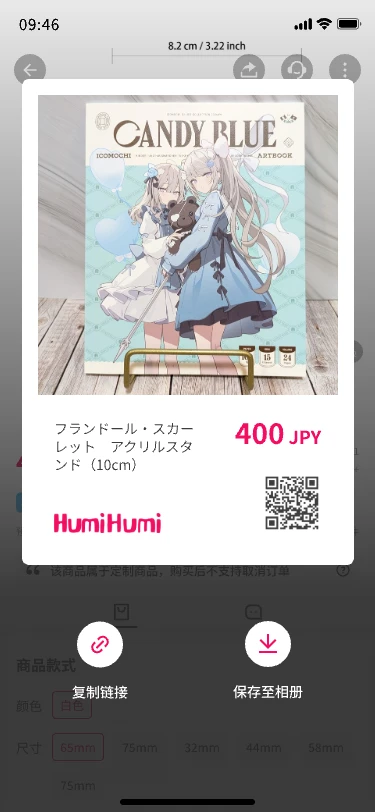 09:46
8.2 cm / 3.22 inch
CANDY BLUE
ICOMOCHI
ARTBOOK
フランドール・スカー
レット　アクリルスタ
ンド（10cm）
400 JPY
HumiHumi
该商品属于定制商品，购买后不支持取消订单
复制链接
保存至相册
商品款式
颜色
白色
尺寸
65mm
75mm
32mm
44mm
58mm
75mm